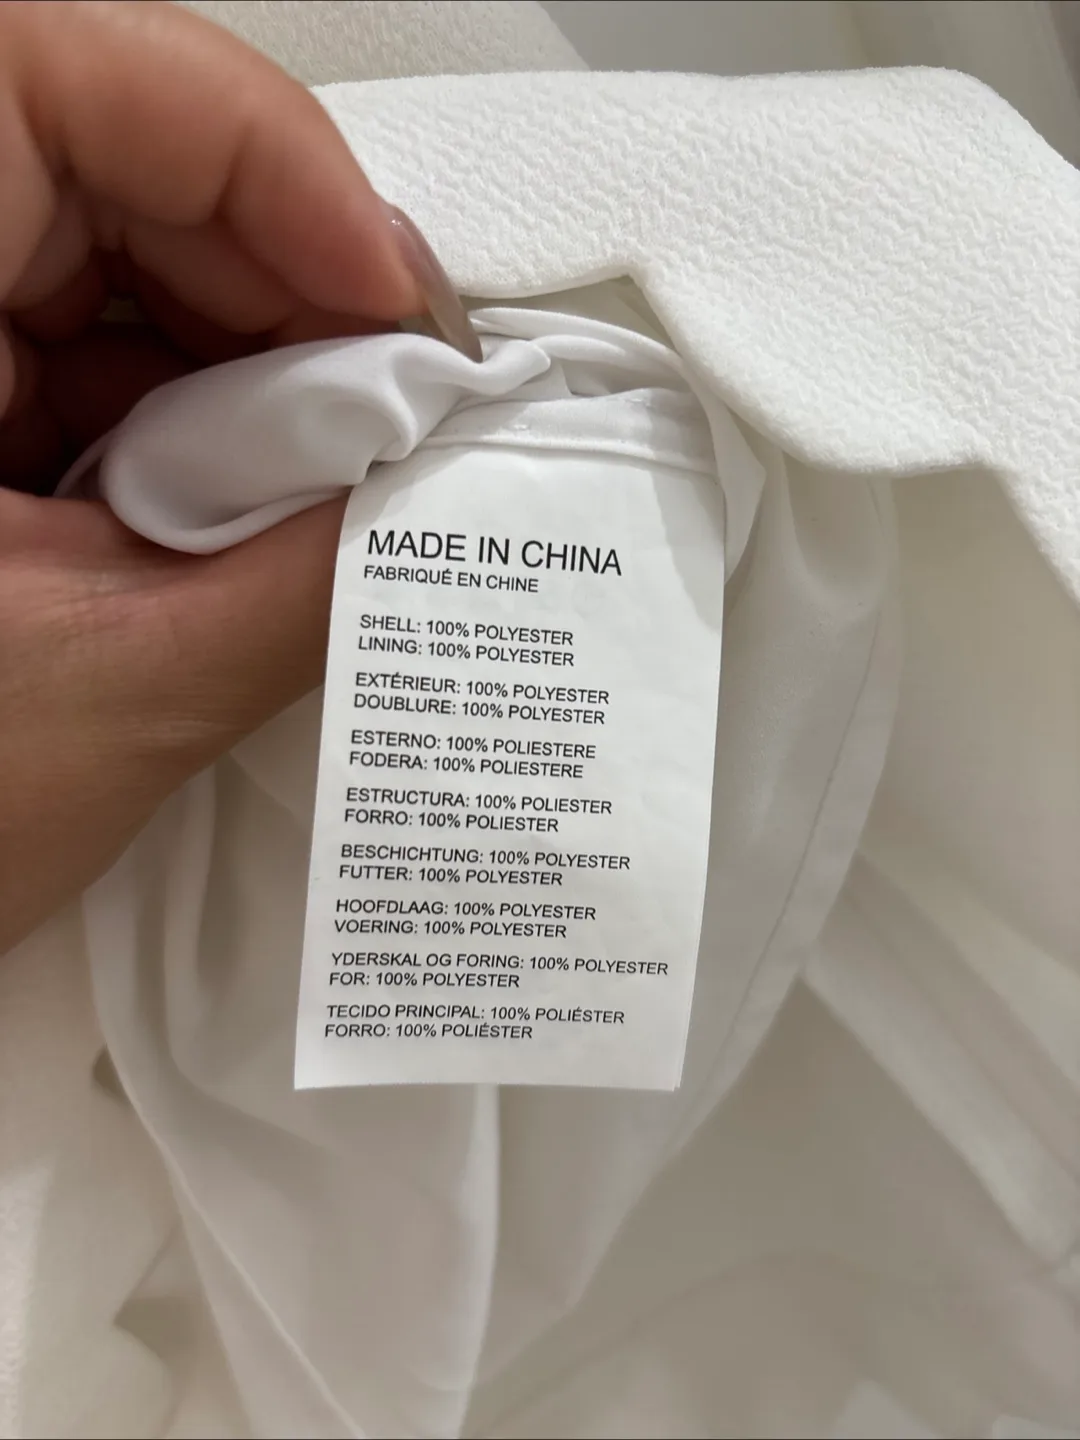 MADE IN CHINA
FABRIQUÉ EN CHINE
SHELL: 100% POLYESTER
LINING: 100% POLYESTER
EXTÉRIEUR: 100% POLYESTER
DOUBLURE: 100% POLYESTER
ESTERNO: 100% POLIESTERE
FODERA: 100% POLIESTERE
ESTRUCTURA: 100% POLIESTER
FORRO: 100% POLIESTER
BESCHICHTUNG: 100% POLYESTER
FUTTER: 100% POLYESTER
HOOFDLAAG: 100% POLYESTER
VOERING: 100% POLYESTER
YDERSKAL OG FORING: 100% POLYESTER
FOR: 100% POLYESTER
TECIDO PRINCIPAL: 100% POLIÉSTER
FORRO: 100% POLIÉSTER